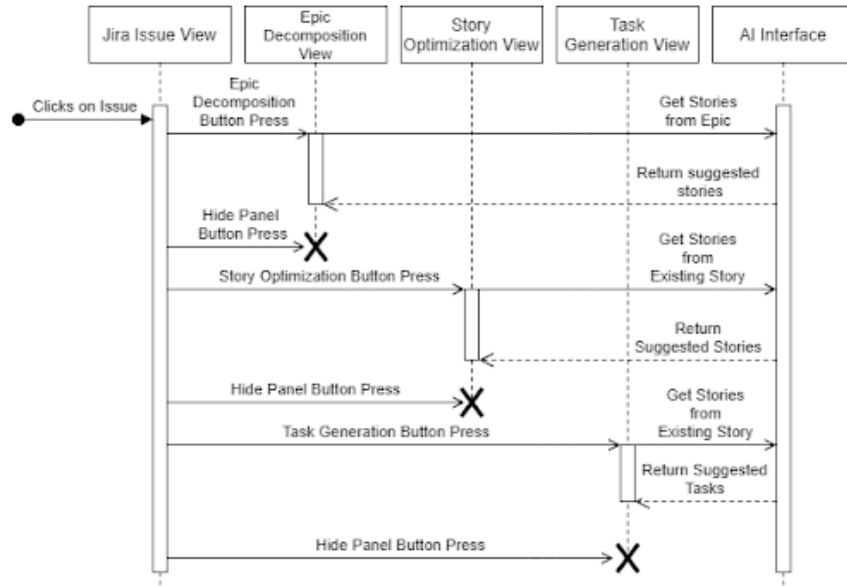 Jira Issue View
Epic
Decomposition
View
Story
Optimization View
Task
Generation View
AI Interface
Clicks on Issue
Epic
Decomposition
Button Press
Get Stories
from Epic
Return suggested
stories
Hide Panel
Button Press
Get Stories
from
Existing Story
Story Optimization Button Press
Return
Suggested Stories
Hide Panel Button Press
Get Stories
from
Existing Story
Task Generation Button Press
Return Suggested
Tasks
Hide Panel Button Press